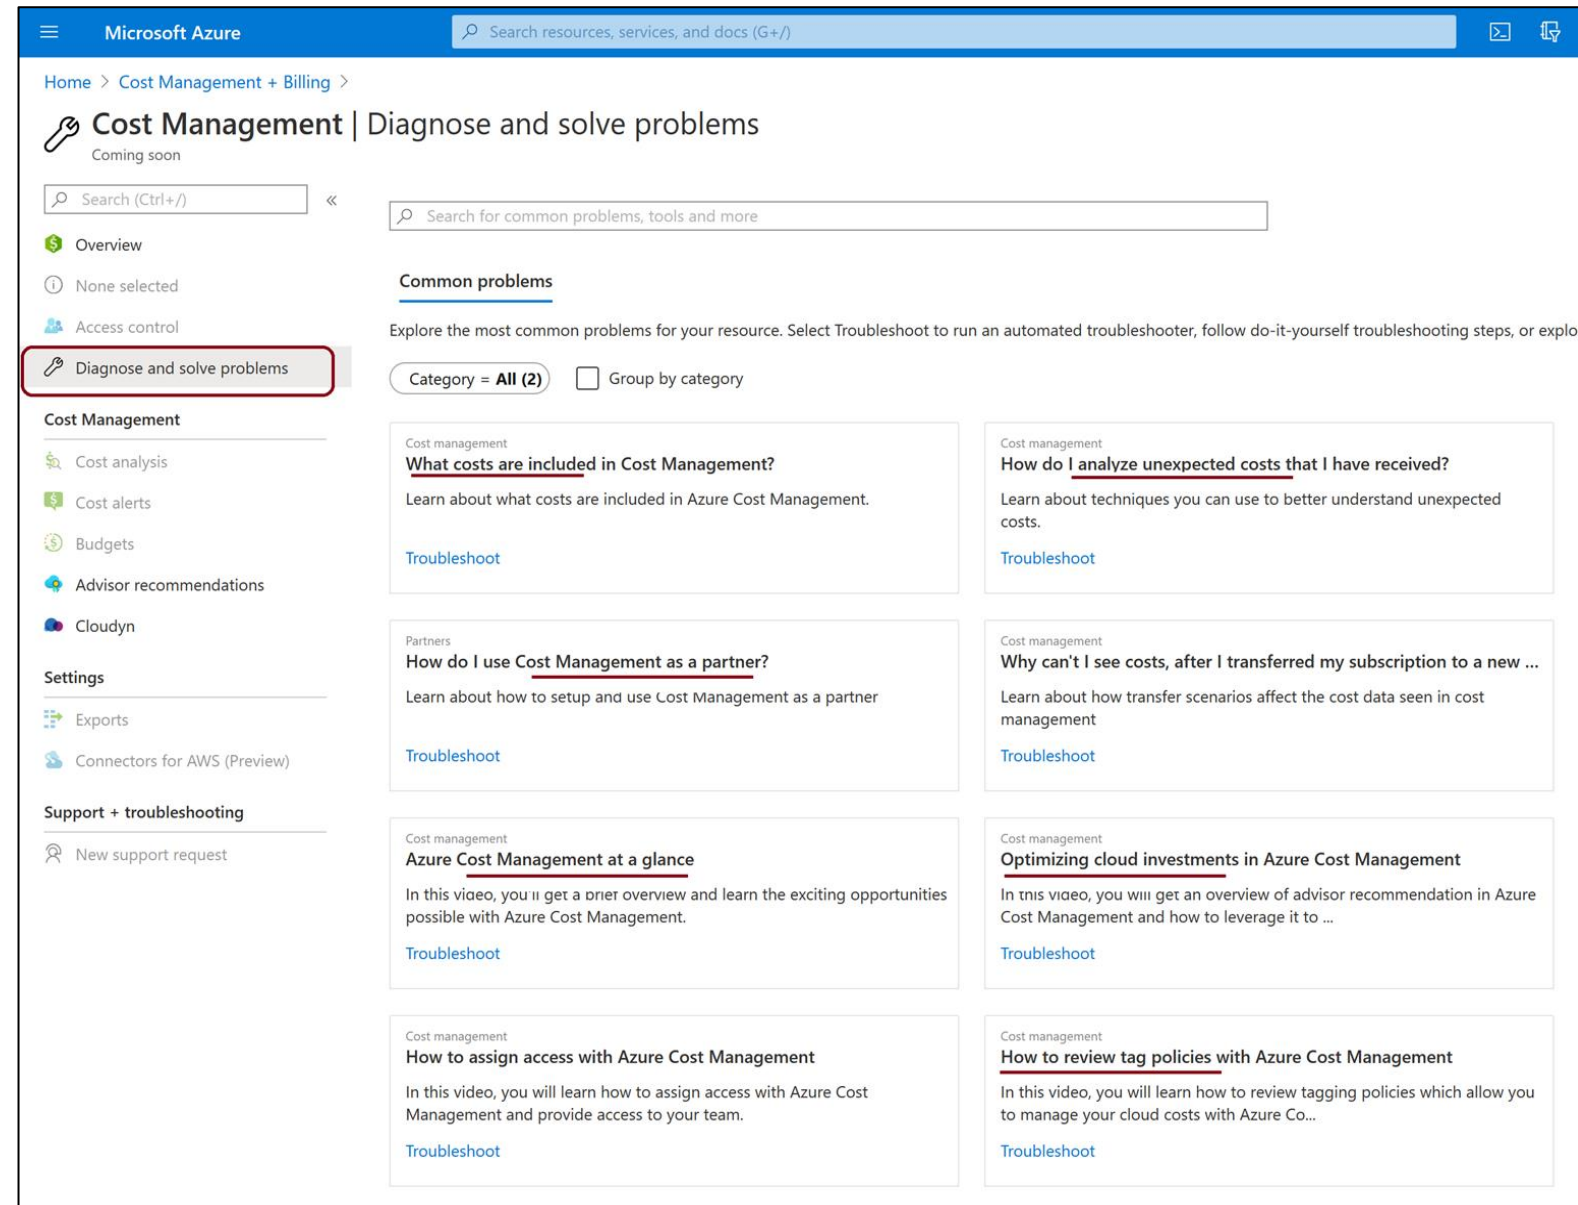 Microsoft Azure
Search resources, services, and docs (G+/)
Home > Cost Management + Billing >
Cost Management | Diagnose and solve problems
Coming soon
Search (Ctrl+/)
«
Overview
None selected
Access control
Diagnose and solve problems
Cost Management
Cost analysis
Cost alerts
Budgets
Advisor recommendations
Cloudyn
Settings
Exports
Connectors for AWS (Preview)
Support + troubleshooting
New support request
Search for common problems, tools and more
Common problems
Explore the most common problems for your resource. Select Troubleshoot to run an automated troubleshooter, follow do-it-yourself troubleshooting steps, or explo
Category = All (2)
Group by category
Cost management
What costs are included in Cost Management?
Learn about what costs are included in Azure Cost Management.
Troubleshoot
Cost management
How do I analyze unexpected costs that I have received?
Learn about techniques you can use to better understand unexpected
costs.
Troubleshoot
Partners
How do I use Cost Management as a partner?
Learn about how to setup and use Cost Management as a partner
Troubleshoot
Cost management
Why can't I see costs, after I transferred my subscription to a new ...
Learn about how transfer scenarios affect the cost data seen in cost
management
Troubleshoot
Cost management
Azure Cost Management at a glance
In this video, you'll get a brief overview and learn the exciting opportunities
possible with Azure Cost Management.
Troubleshoot
Cost management
Optimizing cloud investments in Azure Cost Management
In this video, you will get an overview of advisor recommendation in Azure
Cost Management and how to leverage it to ...
Troubleshoot
Cost management
How to assign access with Azure Cost Management
In this video, you will learn how to assign access with Azure Cost
Management and provide access to your team.
Troubleshoot
Cost management
How to review tag policies with Azure Cost Management
In this video, you will learn how to review tagging policies which allow you
to manage your cloud costs with Azure Co...
Troubleshoot